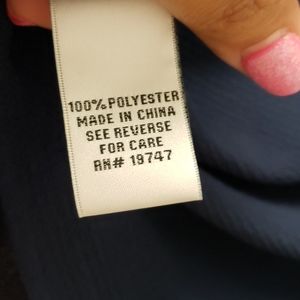 100% POLYESTER
MADE IN CHINA
SEE REVERSE
FOR CARE
RN# 19747